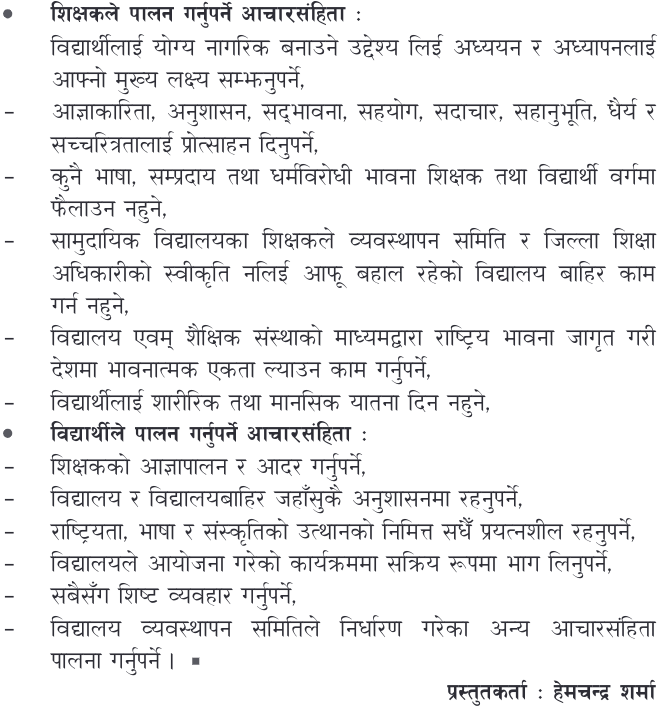 ● शिक्षकले पालन गर्नुपर्ने आचारसंहिता :
विद्यार्थीलाई योग्य नागरिक बनाउने उद्देश्य लिई अध्ययन र अध्यापनलाई
आफ्नो मुख्य लक्ष्य सम्झनुपर्ने,
– आज्ञाकारिता, अनुशासन, सद्‌भावना, सहयोग, सदाचार, सहानुभूति, धैर्य र
सच्चरित्रतालाई प्रोत्साहन दिनुपर्ने,
– कुनै भाषा, सम्प्रदाय तथा धर्मविरोधी भावना शिक्षक तथा विद्यार्थी वर्गमा
फैलाउन नहुने,
– सामुदायिक विद्यालयका शिक्षकले व्यवस्थापन समिति र जिल्ला शिक्षा
अधिकारीको स्वीकृति नलिई आफू बहाल रहेको विद्यालय बाहिर काम
गर्न नहुने,
– विद्यालय एवम् शैक्षिक संस्थाको माध्यमद्वारा राष्ट्रिय भावना जागृत गरी
देशमा भावनात्मक एकता ल्याउन काम गर्नुपर्ने,
– विद्यार्थीलाई शारीरिक तथा मानसिक यातना दिन नहुने,
● विद्यार्थीले पालन गर्नुपर्ने आचारसंहिता :
– शिक्षकको आज्ञापालन र आदर गर्नुपर्ने,
– विद्यालय र विद्यालयबाहिर जहाँसुकै अनुशासनमा रहनुपर्ने,
– राष्ट्रियता, भाषा र संस्कृतिको उत्थानको निमित्त सधैँ प्रयत्नशील रहनुपर्ने,
– विद्यालयले आयोजना गरेको कार्यक्रममा सक्रिय रूपमा भाग लिनुपर्ने,
– सबैसँग शिष्ट व्यवहार गर्नुपर्ने,
– विद्यालय व्यवस्थापन समितिले निर्धारण गरेका अन्य आचारसंहिता
पालना गर्नुपर्ने । ■
प्रस्तुतकर्ता : हेमचन्द्र शर्मा